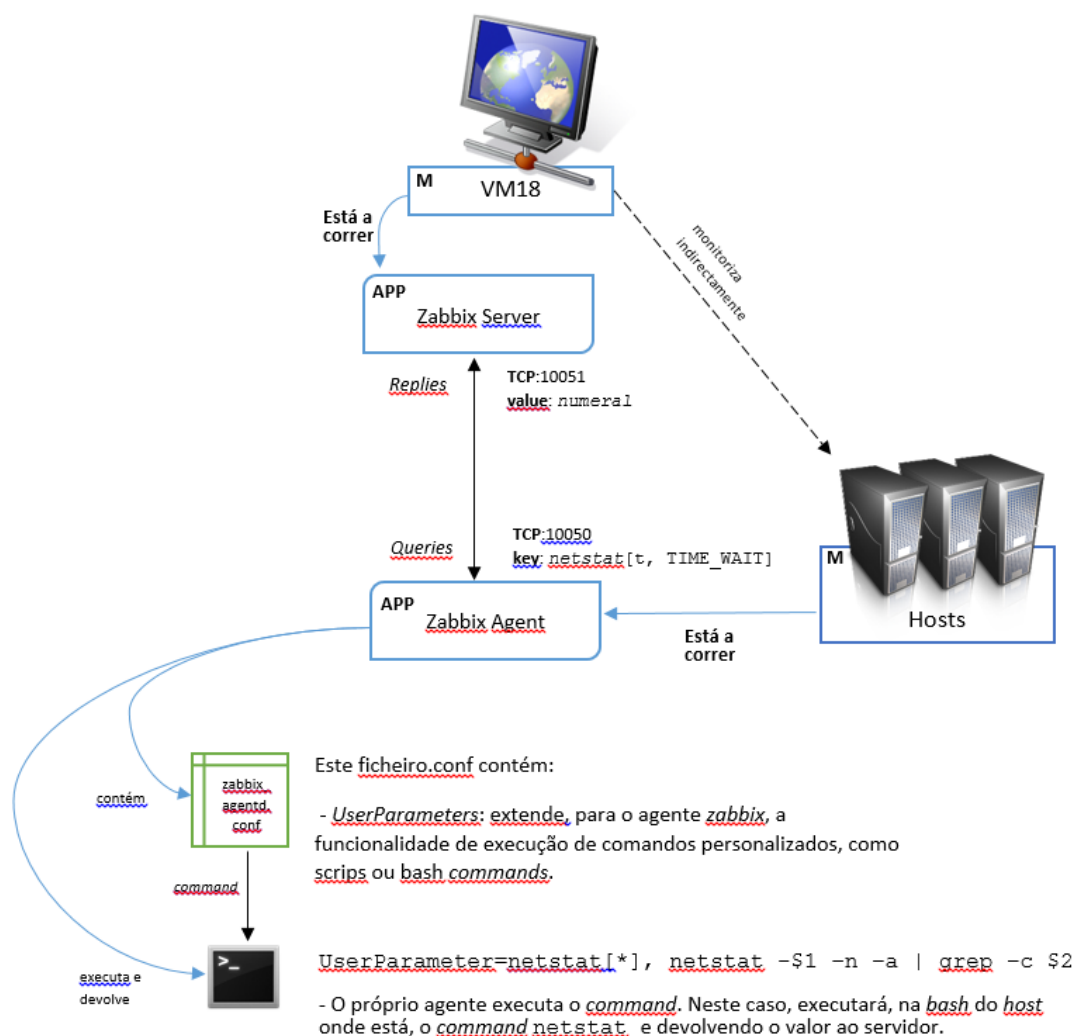 M
VM18
Está a
correr
monitoriza
indirectamente
APP
Zabbix Server
Replies
TCP:10051
value: numeral
Queries
TCP:10050
key: netstat[t, TIME_WAIT]
M
Hosts
APP
Zabbix Agent
Está a
correr
contém
zabbix_
agentd.
conf
Este ficheiro.conf contém:
- UserParameters: extende, para o agente zabbix, a
funcionalidade de execução de comandos personalizados, como
scrips ou bash commands.
command
>_
executa e
devolve
UserParameter=netstat[*], netstat -$1 -n -a | grep -c $2
- O próprio agente executa o command. Neste caso, executará, na bash do host
onde está, o command netstat e devolvendo o valor ao servidor.